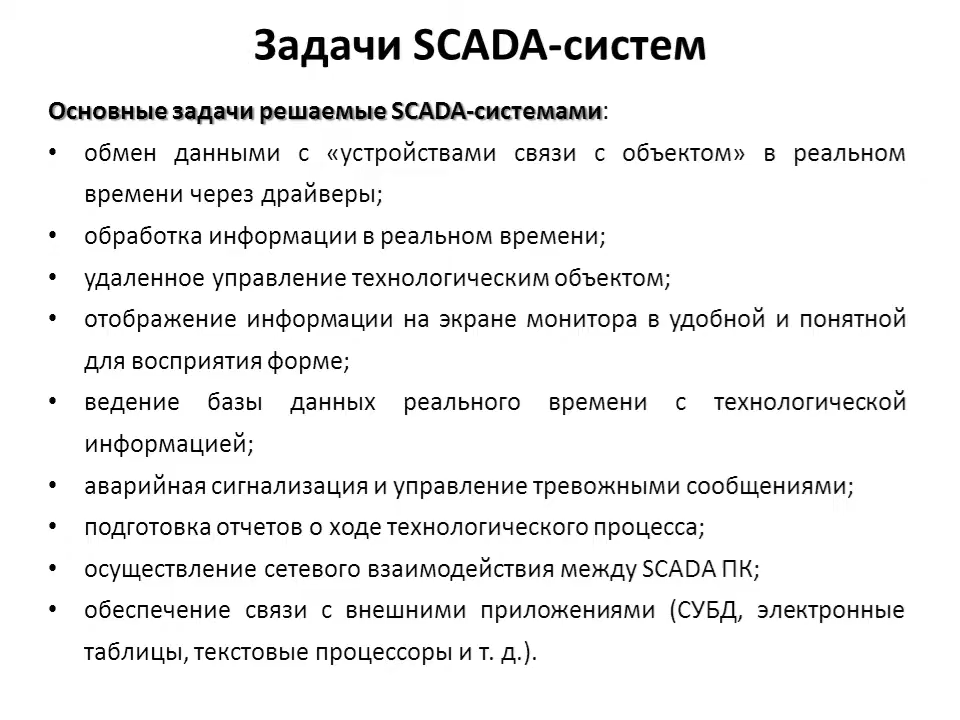 Задачи SCADA-систем
Основные задачи решаемые SCADA-системами:
• обмен данными с «устройствами связи с объектом» в реальном
времени через драйверы;
• обработка информации в реальном времени;
• удаленное управление технологическим объектом;
• отображение информации на экране монитора в удобной и понятной
для восприятия форме;
• ведение базы данных реального времени с технологической
информацией;
• аварийная сигнализация и управление тревожными сообщениями;
• подготовка отчетов о ходе технологического процесса;
• осуществление сетевого взаимодействия между SCADA ПК;
• обеспечение связи с внешними приложениями (СУБД, электронные
таблицы, текстовые процессоры и т. д.).